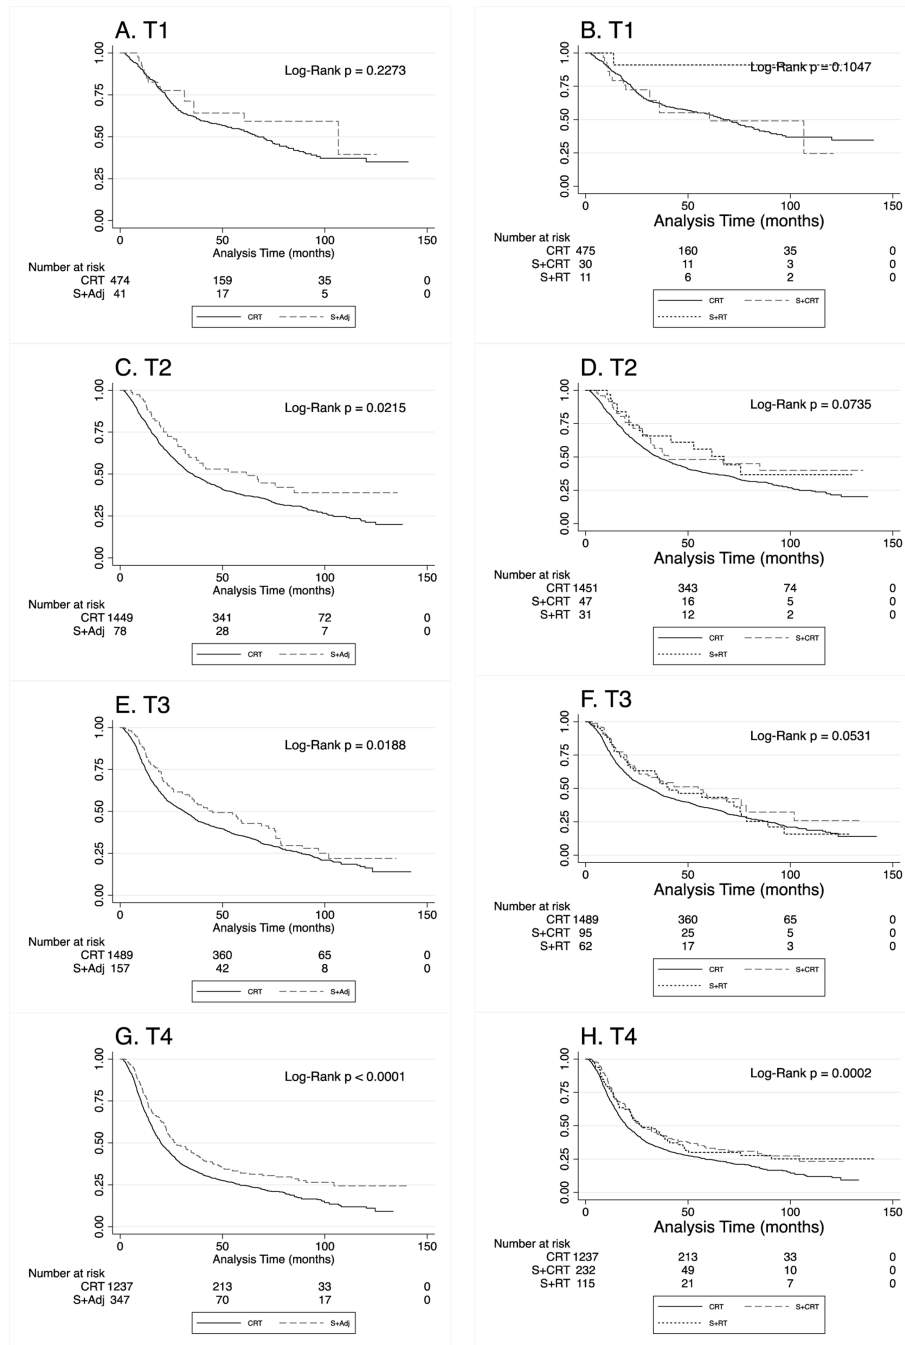 A. T1
Log-Rank p = 0.2273
1.00
0.75
0.50
0.25
0.00
0 50 100 150
Analysis Time (months)
Number at risk
CRT 474 159 35 0
S+Adj 41 17 5 0
CRT S+Adj
B. T1
Log-Rank p = 0.1047
1.00
0.75
0.50
0.25
0.00
0 50 100 150
Analysis Time (months)
Number at risk
CRT 475 160 35 0
S+CRT 30 11 3 0
S+RT 11 6 2 0
CRT S+CRT
S+RT
C. T2
Log-Rank p = 0.0215
1.00
0.75
0.50
0.25
0.00
0 50 100 150
Analysis Time (months)
Number at risk
CRT 1449 341 72 0
S+Adj 78 28 7 0
CRT S+Adj
D. T2
Log-Rank p = 0.0735
1.00
0.75
0.50
0.25
0.00
0 50 100 150
Analysis Time (months)
Number at risk
CRT 1451 343 74 0
S+CRT 47 16 5 0
S+RT 31 12 2 0
CRT S+CRT
S+RT
E. T3
Log-Rank p = 0.0188
1.00
0.75
0.50
0.25
0.00
0 50 100 150
Analysis Time (months)
Number at risk
CRT 1489 360 65 0
S+Adj 157 42 8 0
CRT S+Adj
F. T3
Log-Rank p = 0.0531
1.00
0.75
0.50
0.25
0.00
0 50 100 150
Analysis Time (months)
Number at risk
CRT 1489 360 65 0
S+CRT 95 25 5 0
S+RT 62 17 3 0
CRT S+CRT
S+RT
G. T4
Log-Rank p < 0.0001
1.00
0.75
0.50
0.25
0.00
0 50 100 150
Analysis Time (months)
Number at risk
CRT 1237 213 33 0
S+Adj 347 70 17 0
CRT S+Adj
H. T4
Log-Rank p = 0.0002
1.00
0.75
0.50
0.25
0.00
0 50 100 150
Analysis Time (months)
Number at risk
CRT 1237 213 33 0
S+CRT 232 49 10 0
S+RT 115 21 7 0
CRT S+CRT
S+RT